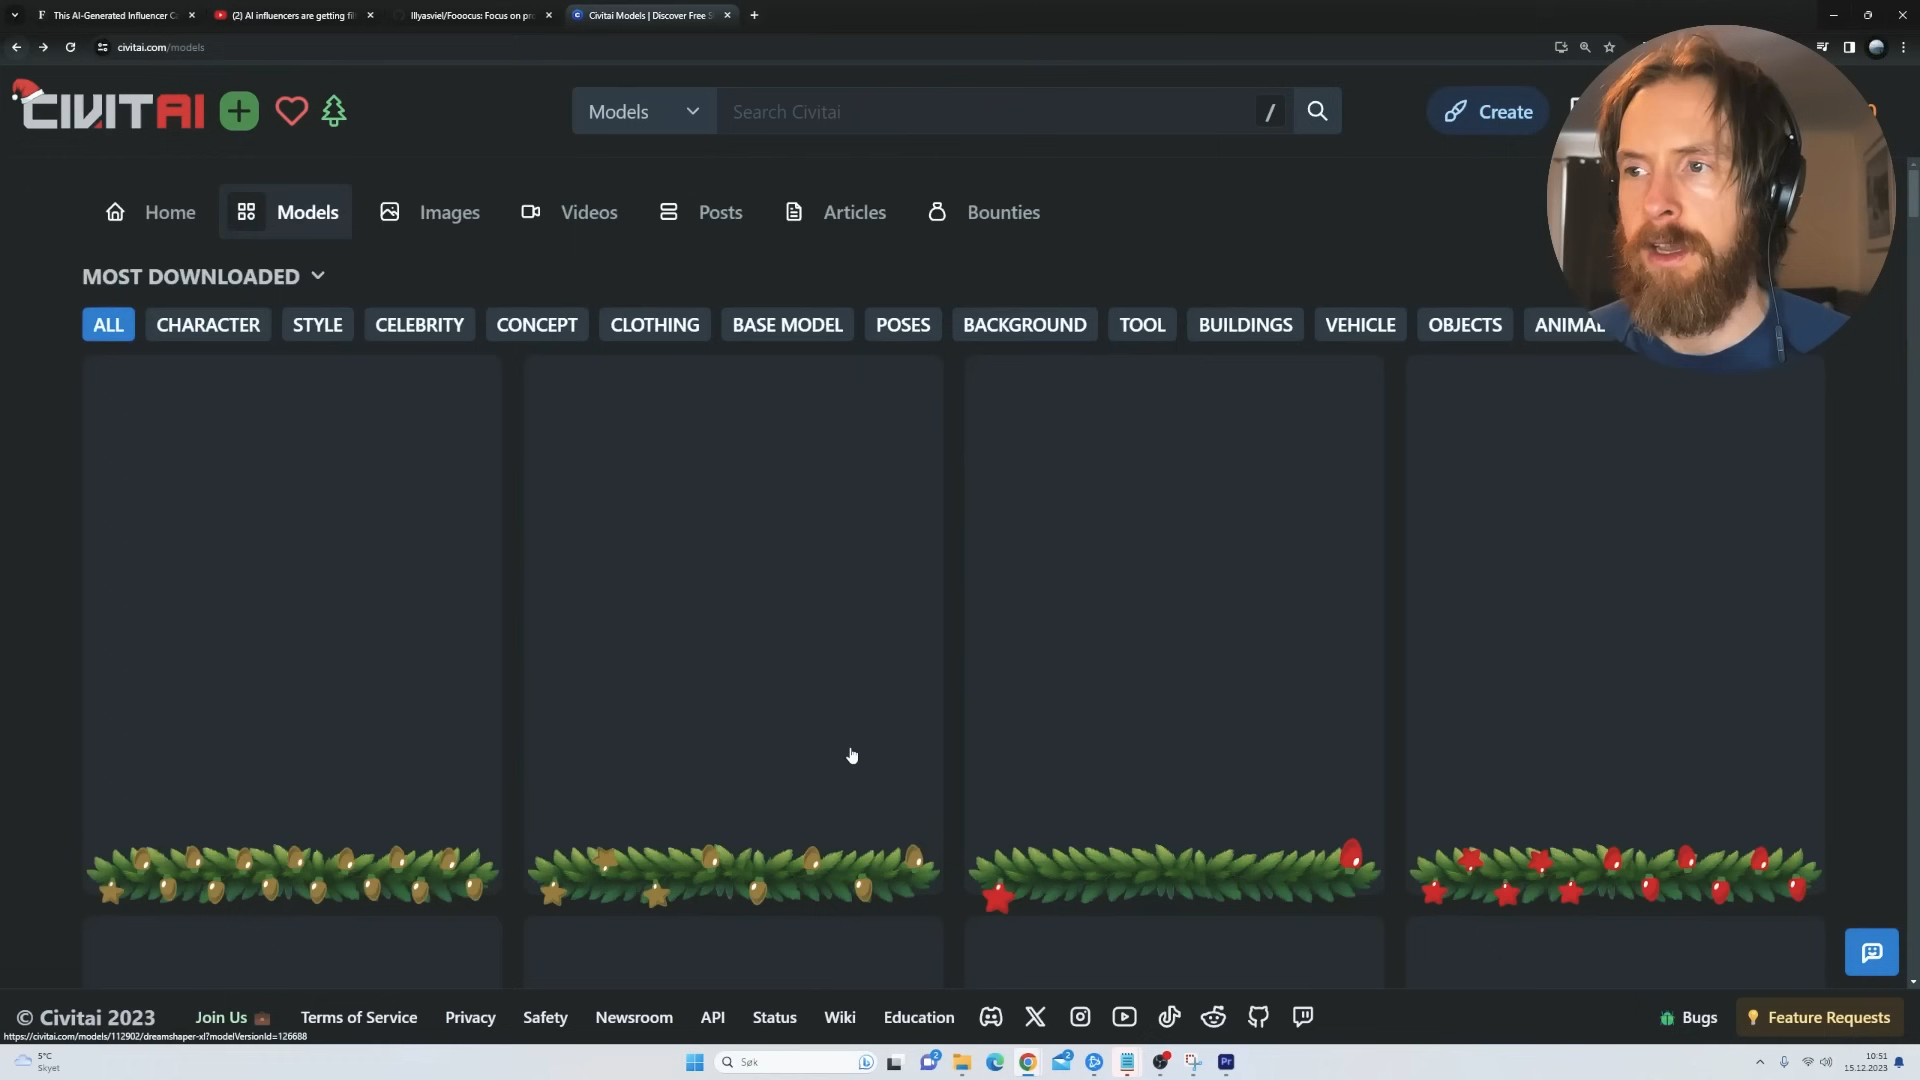 This AI-Generated Influencer C
(2) AI influencers are getting fil
lllyasviel/Fooocus: Focus on pr
Civitai Models | Discover Free S
civitai.com/models
CIVITAI
Models
Search Civitai
/
Create
Home
Models
Images
Videos
Posts
Articles
Bounties
MOST DOWNLOADED
ALL
CHARACTER
STYLE
CELEBRITY
CONCEPT
CLOTHING
BASE MODEL
POSES
BACKGROUND
TOOL
BUILDINGS
VEHICLE
OBJECTS
ANIMAL
© Civitai 2023
Join Us
Terms of Service
Privacy
Safety
Newsroom
API
Status
Wiki
Education
Bugs
Feature Requests
https://civitai.com/models/112902/dreamshaper-xl?modelVersionId=126688
5°C
Skyet
Søk
2
2
Pr
10:51
15.12.2023